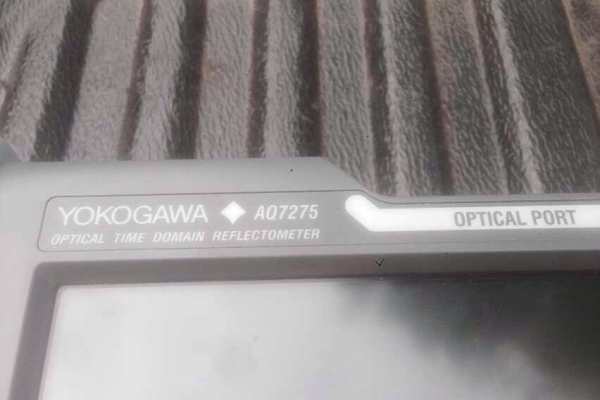 YOKOGAWA AQ7275
OPTICAL TIME DOMAIN REFLECTOMETER
OPTICAL PORT